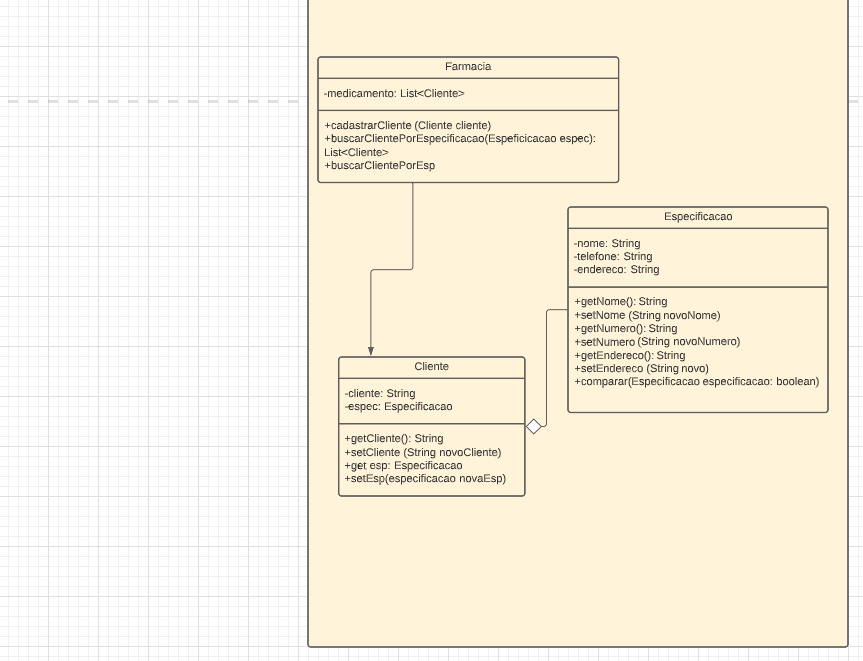 Farmacia
-medicamento: List<Cliente>
+cadastrarCliente (Cliente cliente)
+buscarClientePorEspecificacao(Espeficicacao espec):
List<Cliente>
+buscarClientePorEsp
Especificacao
-nome: String
-telefone: String
-endereco: String
+getNome(): String
+setNome (String novoNome)
+getNumero(): String
+setNumero (String novoNumero)
+getEndereco(): String
+setEndereco (String novo)
+comparar(Especificacao especificacao: boolean)
Cliente
-cliente: String
-espec: Especificacao
+getCliente(): String
+setCliente (String novoCliente)
+get esp: Especificacao
+setEsp(especificacao novaEsp)